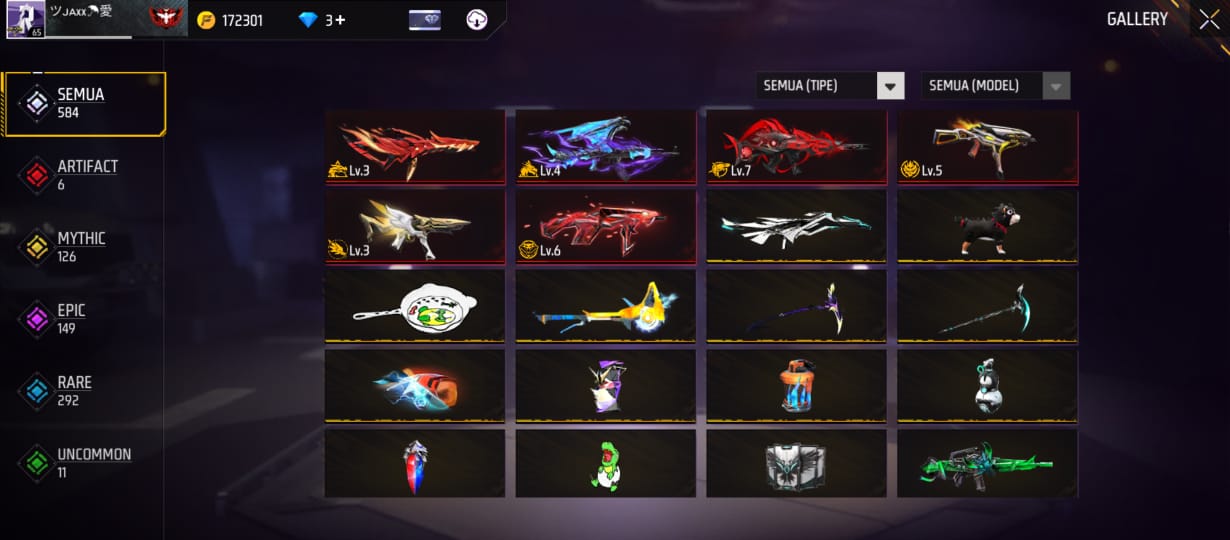 ツJAXX愛
65
172301
3+
GALLERY
SEMUA
584
ARTIFACT
6
MYTHIC
126
EPIC
149
RARE
292
UNCOMMON
11
SEMUA (TIPE)
SEMUA (MODEL)
Lv.3
Lv.4
Lv.7
Lv.5
Lv.3
Lv.6